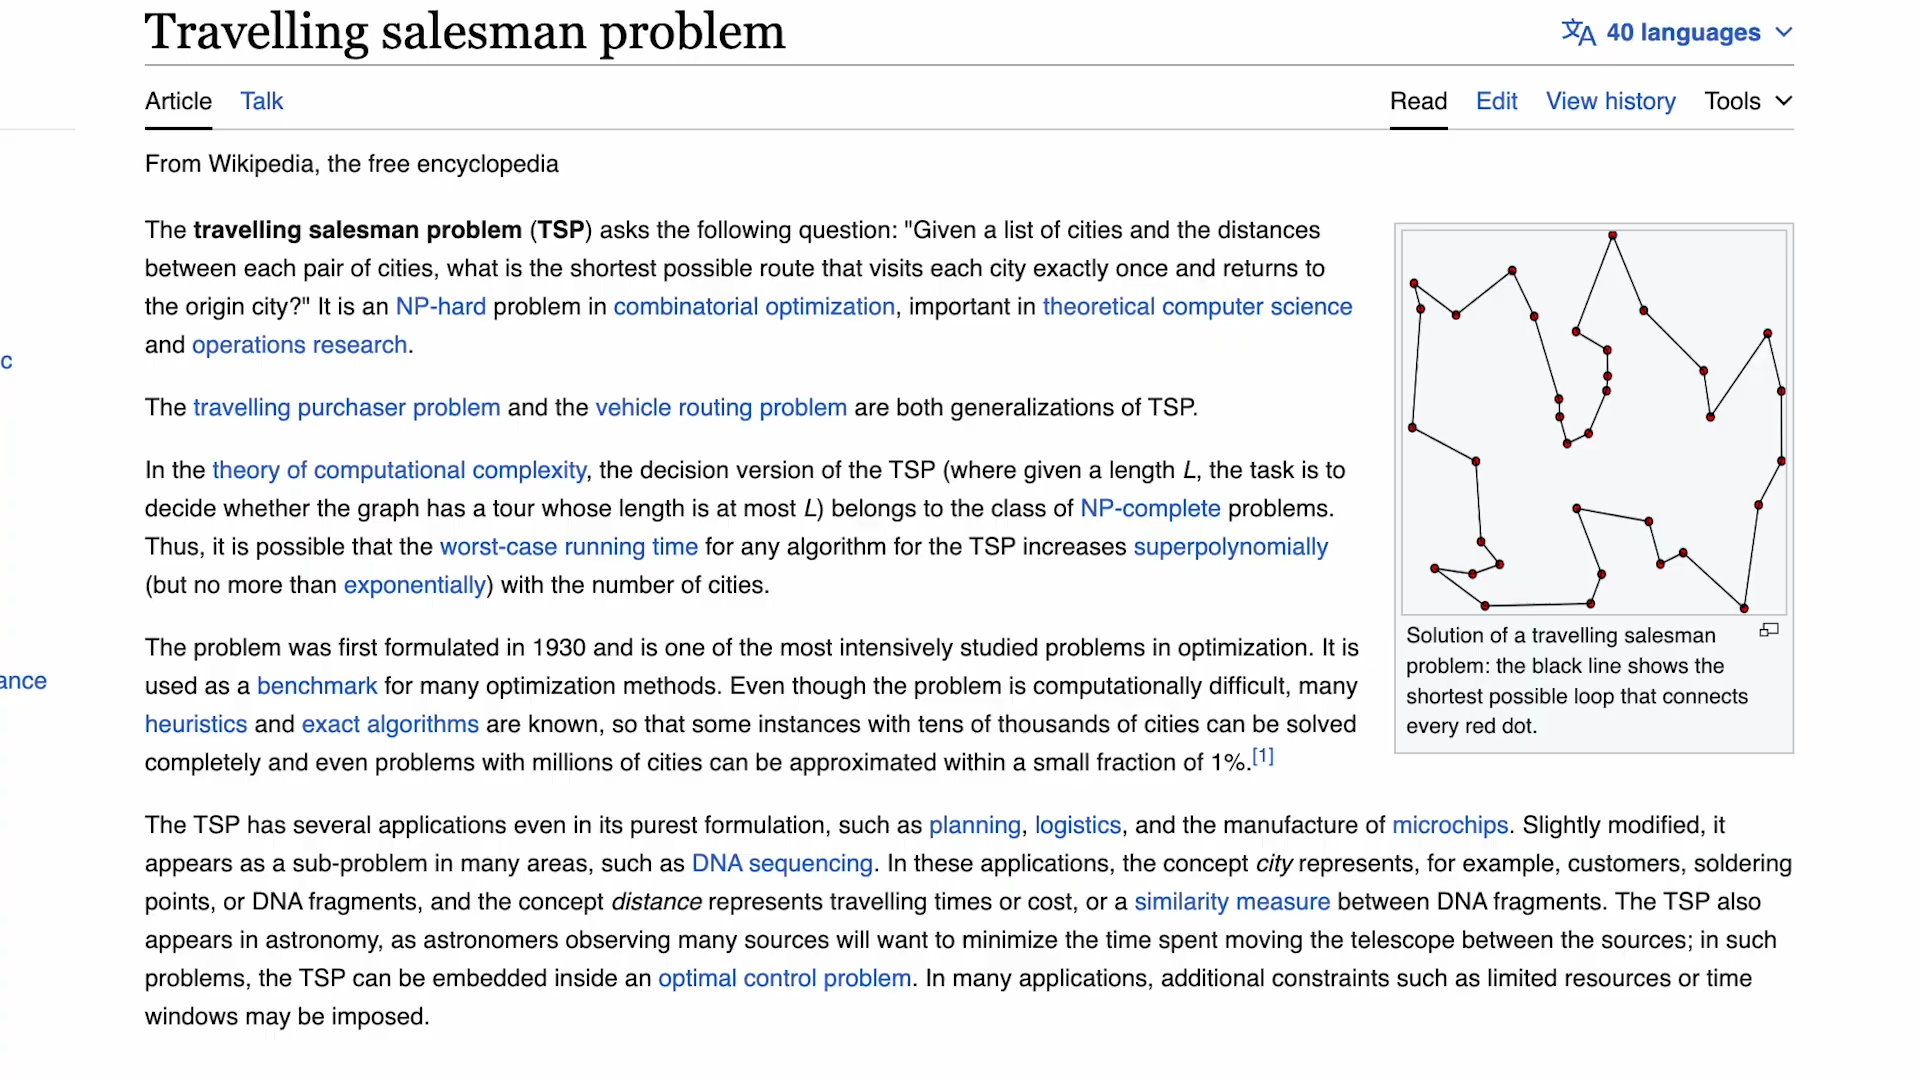 Travelling salesman problem
40 languages
Article
Talk
Read
Edit
View history
Tools
From Wikipedia, the free encyclopedia
The travelling salesman problem (TSP) asks the following question: "Given a list of cities and the distances
between each pair of cities, what is the shortest possible route that visits each city exactly once and returns to
the origin city?" It is an NP-hard problem in combinatorial optimization, important in theoretical computer science
and operations research.
The travelling purchaser problem and the vehicle routing problem are both generalizations of TSP.
In the theory of computational complexity, the decision version of the TSP (where given a length L, the task is to
decide whether the graph has a tour whose length is at most L) belongs to the class of NP-complete problems.
Thus, it is possible that the worst-case running time for any algorithm for the TSP increases superpolynomially
(but no more than exponentially) with the number of cities.
The problem was first formulated in 1930 and is one of the most intensively studied problems in optimization. It is
used as a benchmark for many optimization methods. Even though the problem is computationally difficult, many
heuristics and exact algorithms are known, so that some instances with tens of thousands of cities can be solved
completely and even problems with millions of cities can be approximated within a small fraction of 1%.[1]
Solution of a travelling salesman
problem: the black line shows the
shortest possible loop that connects
every red dot.
The TSP has several applications even in its purest formulation, such as planning, logistics, and the manufacture of microchips. Slightly modified, it
appears as a sub-problem in many areas, such as DNA sequencing. In these applications, the concept city represents, for example, customers, soldering
points, or DNA fragments, and the concept distance represents travelling times or cost, or a similarity measure between DNA fragments. The TSP also
appears in astronomy, as astronomers observing many sources will want to minimize the time spent moving the telescope between the sources; in such
problems, the TSP can be embedded inside an optimal control problem. In many applications, additional constraints such as limited resources or time
windows may be imposed.
c
ance